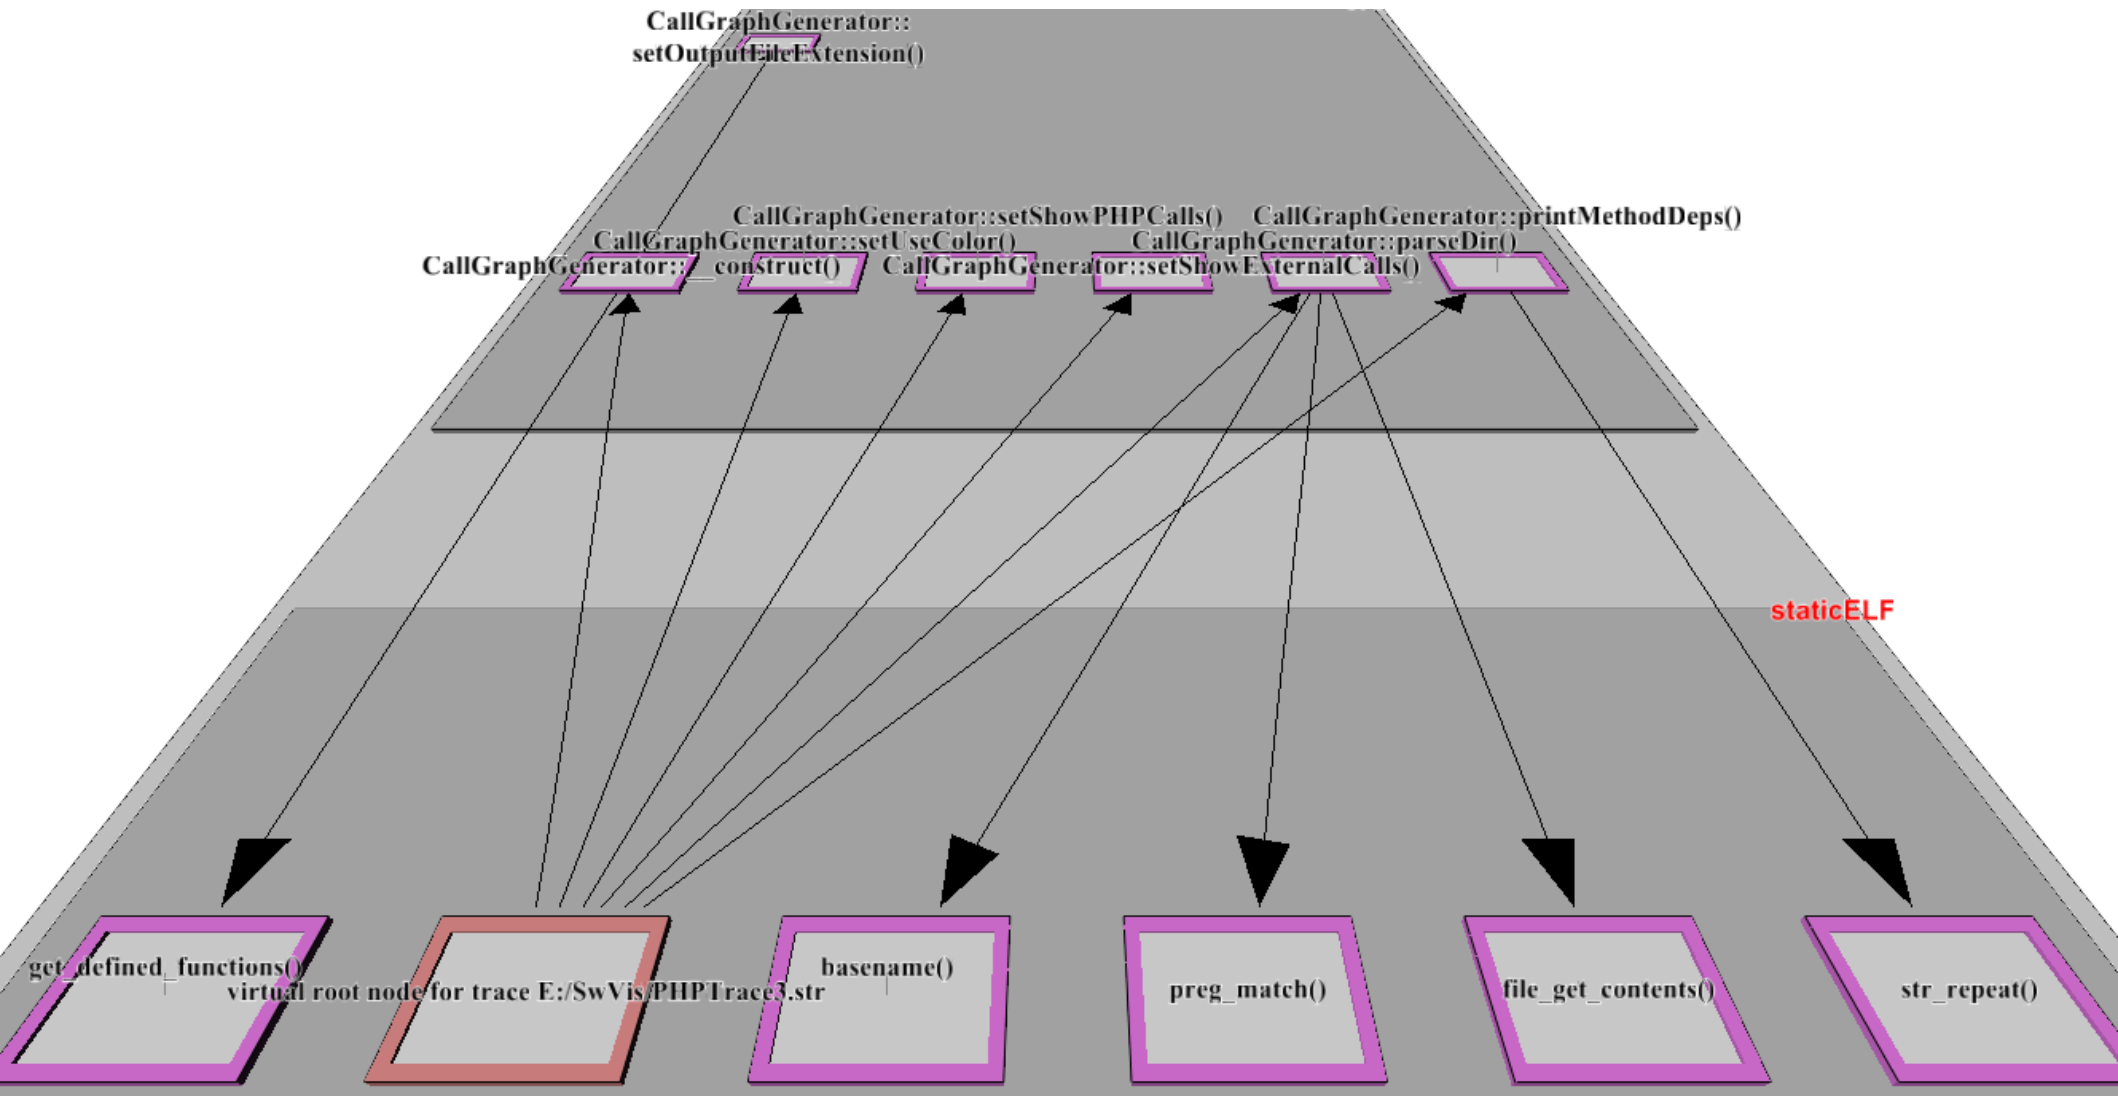 CallGraphGenerator::
setOutputFileExtension()
CallGraphGenerator::setShowPHPCalls()
CallGraphGenerator::printMethodDeps()
CallGraphGenerator::setUseColor()
CallGraphGenerator::parseDir()
CallGraphGenerator::__construct()
CallGraphGenerator::setShowExternalCalls()
staticELF
get_defined_functions()
basename()
virtual root node for trace E:/SwVis/PHPTrace3.str
preg_match()
file_get_contents()
str_repeat()